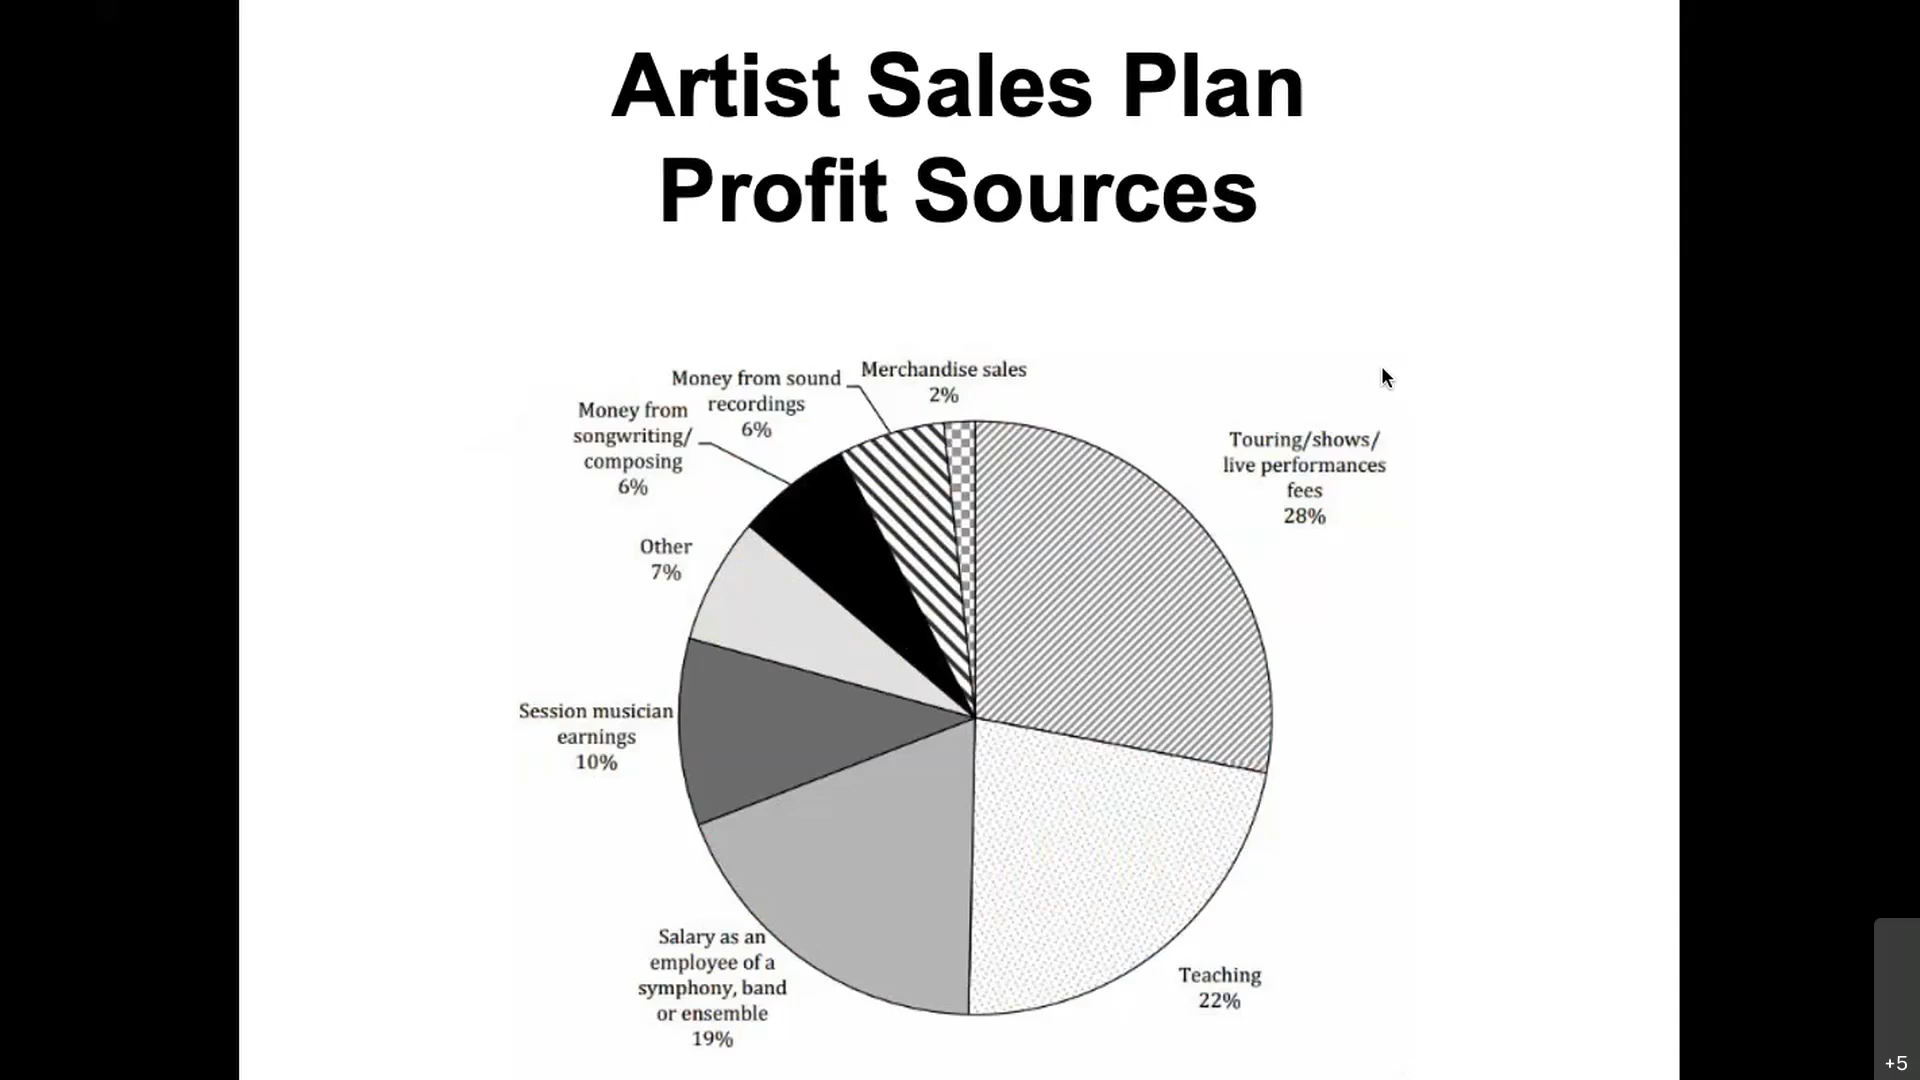 Artist Sales Plan
Profit Sources
Merchandise sales
2%
Money from sound
recordings
6%
Money from
songwriting/
composing
6%
Touring/shows/
live performances
fees
28%
Other
7%
Session musician
earnings
10%
Salary as an
employee of a
symphony, band
or ensemble
19%
Teaching
22%
+5